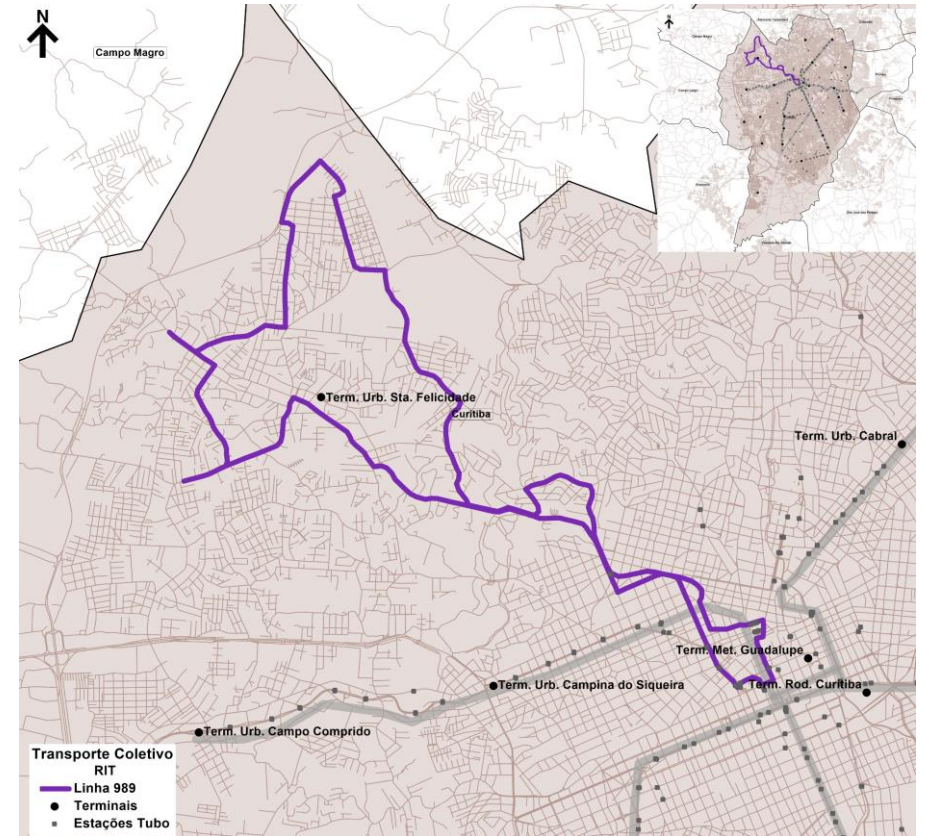 N
Campo Magro
Term. Urb. Sta. Felicidade
Curitiba
Term. Urb. Cabral
Term. Met. Guadalupe
Term. Urb. Campina do Siqueira
Term. Rod. Curitiba
Term. Urb. Campo Comprido
Transporte Coletivo
RIT
Linha 989
Terminais
Estações Tubo